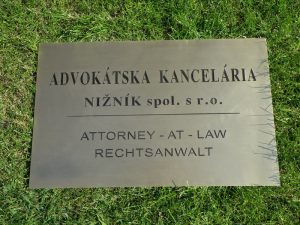 ADVOKÁTSKA KANCELÁRIA
NIŽNÍK spol. s r.o.
ATTORNEY - AT - LAW
RECHTSANWALT